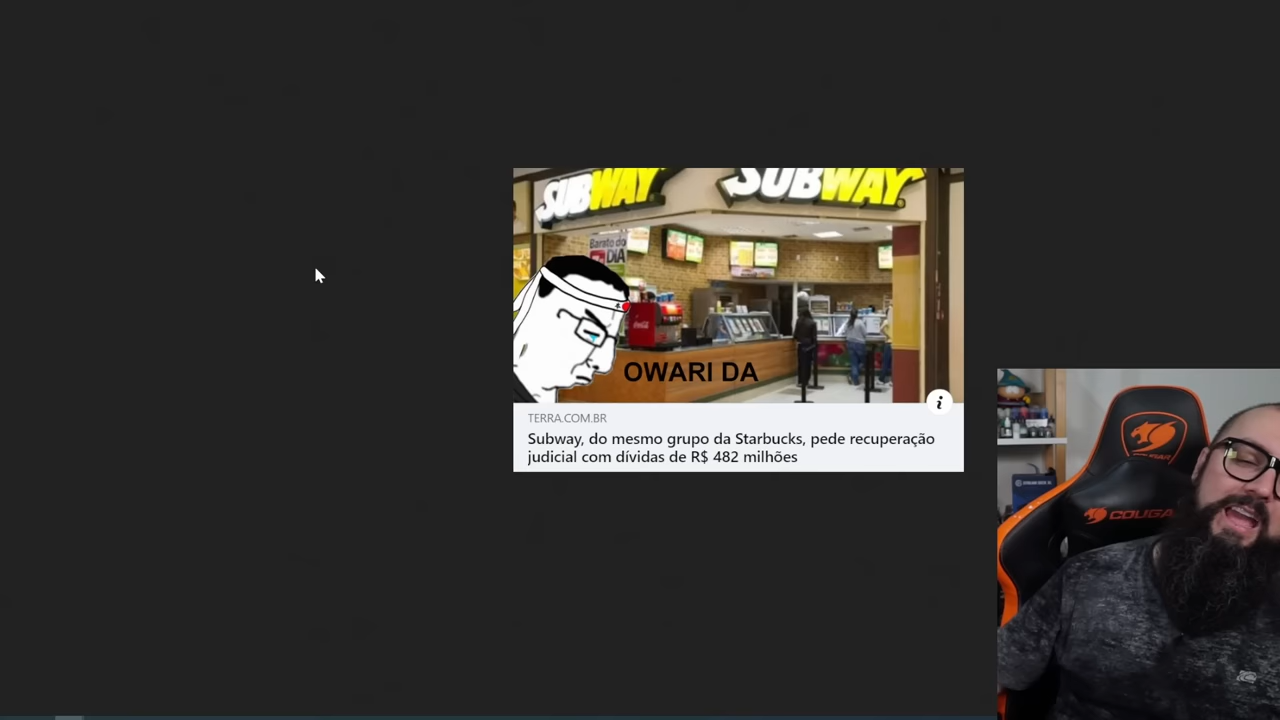 SUBWAY
SUBWAY
Barato do
DIA
OWARI DA
TERRA.COM.BR
Subway, do mesmo grupo da Starbucks, pede recuperação
judicial com dívidas de R$ 482 milhões
COUGAR